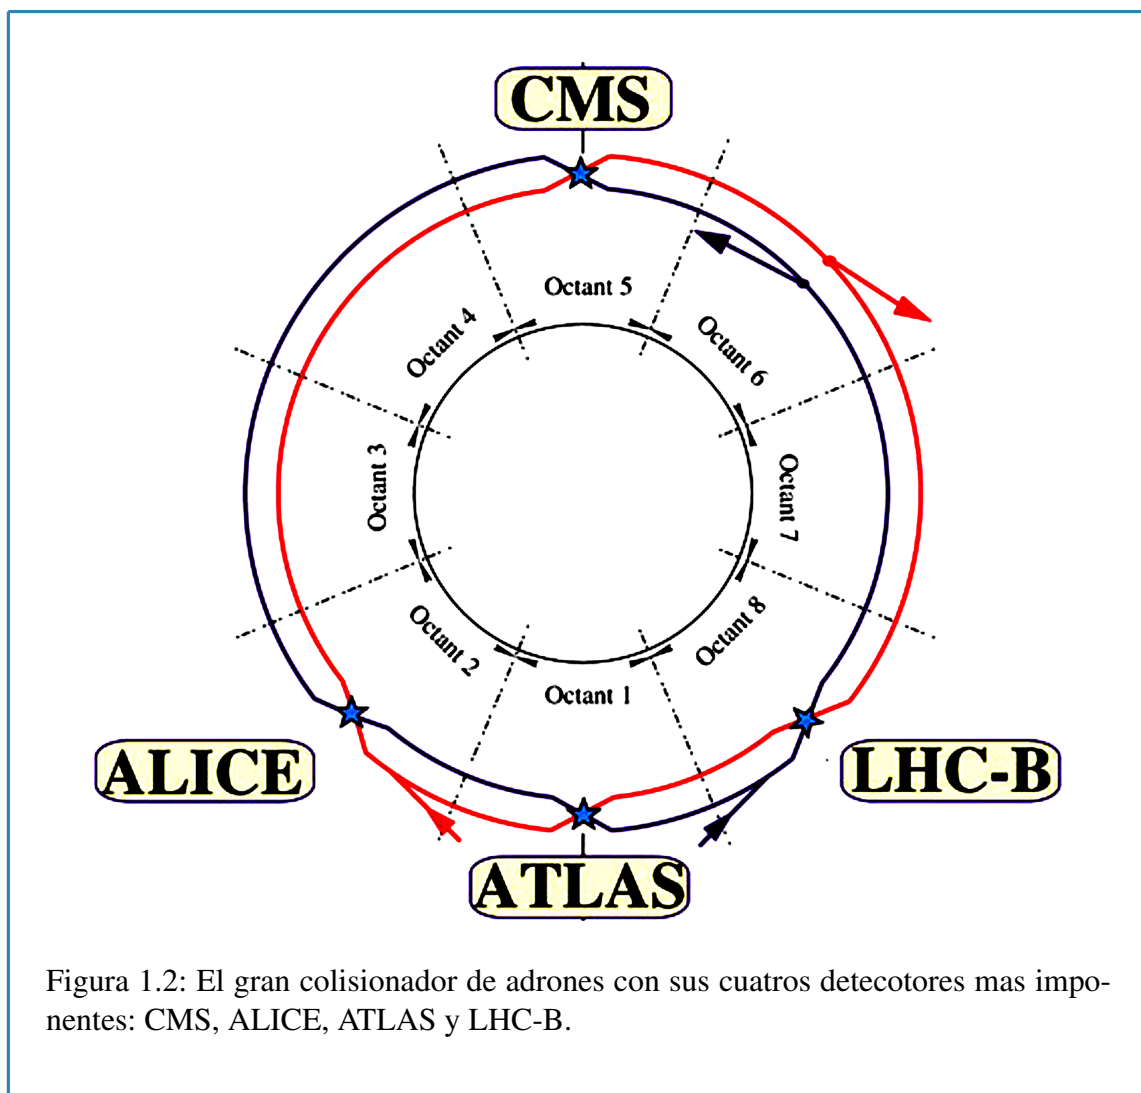 CMS
Octant 5
Octant 4
Octant 6
Octant 3
Octant 7
Octant 2
Octant 8
Octant 1
ALICE
LHC-B
ATLAS
Figura 1.2: El gran colisionador de adrones con sus cuatros detecotores mas impo-
nentes: CMS, ALICE, ATLAS y LHC-B.